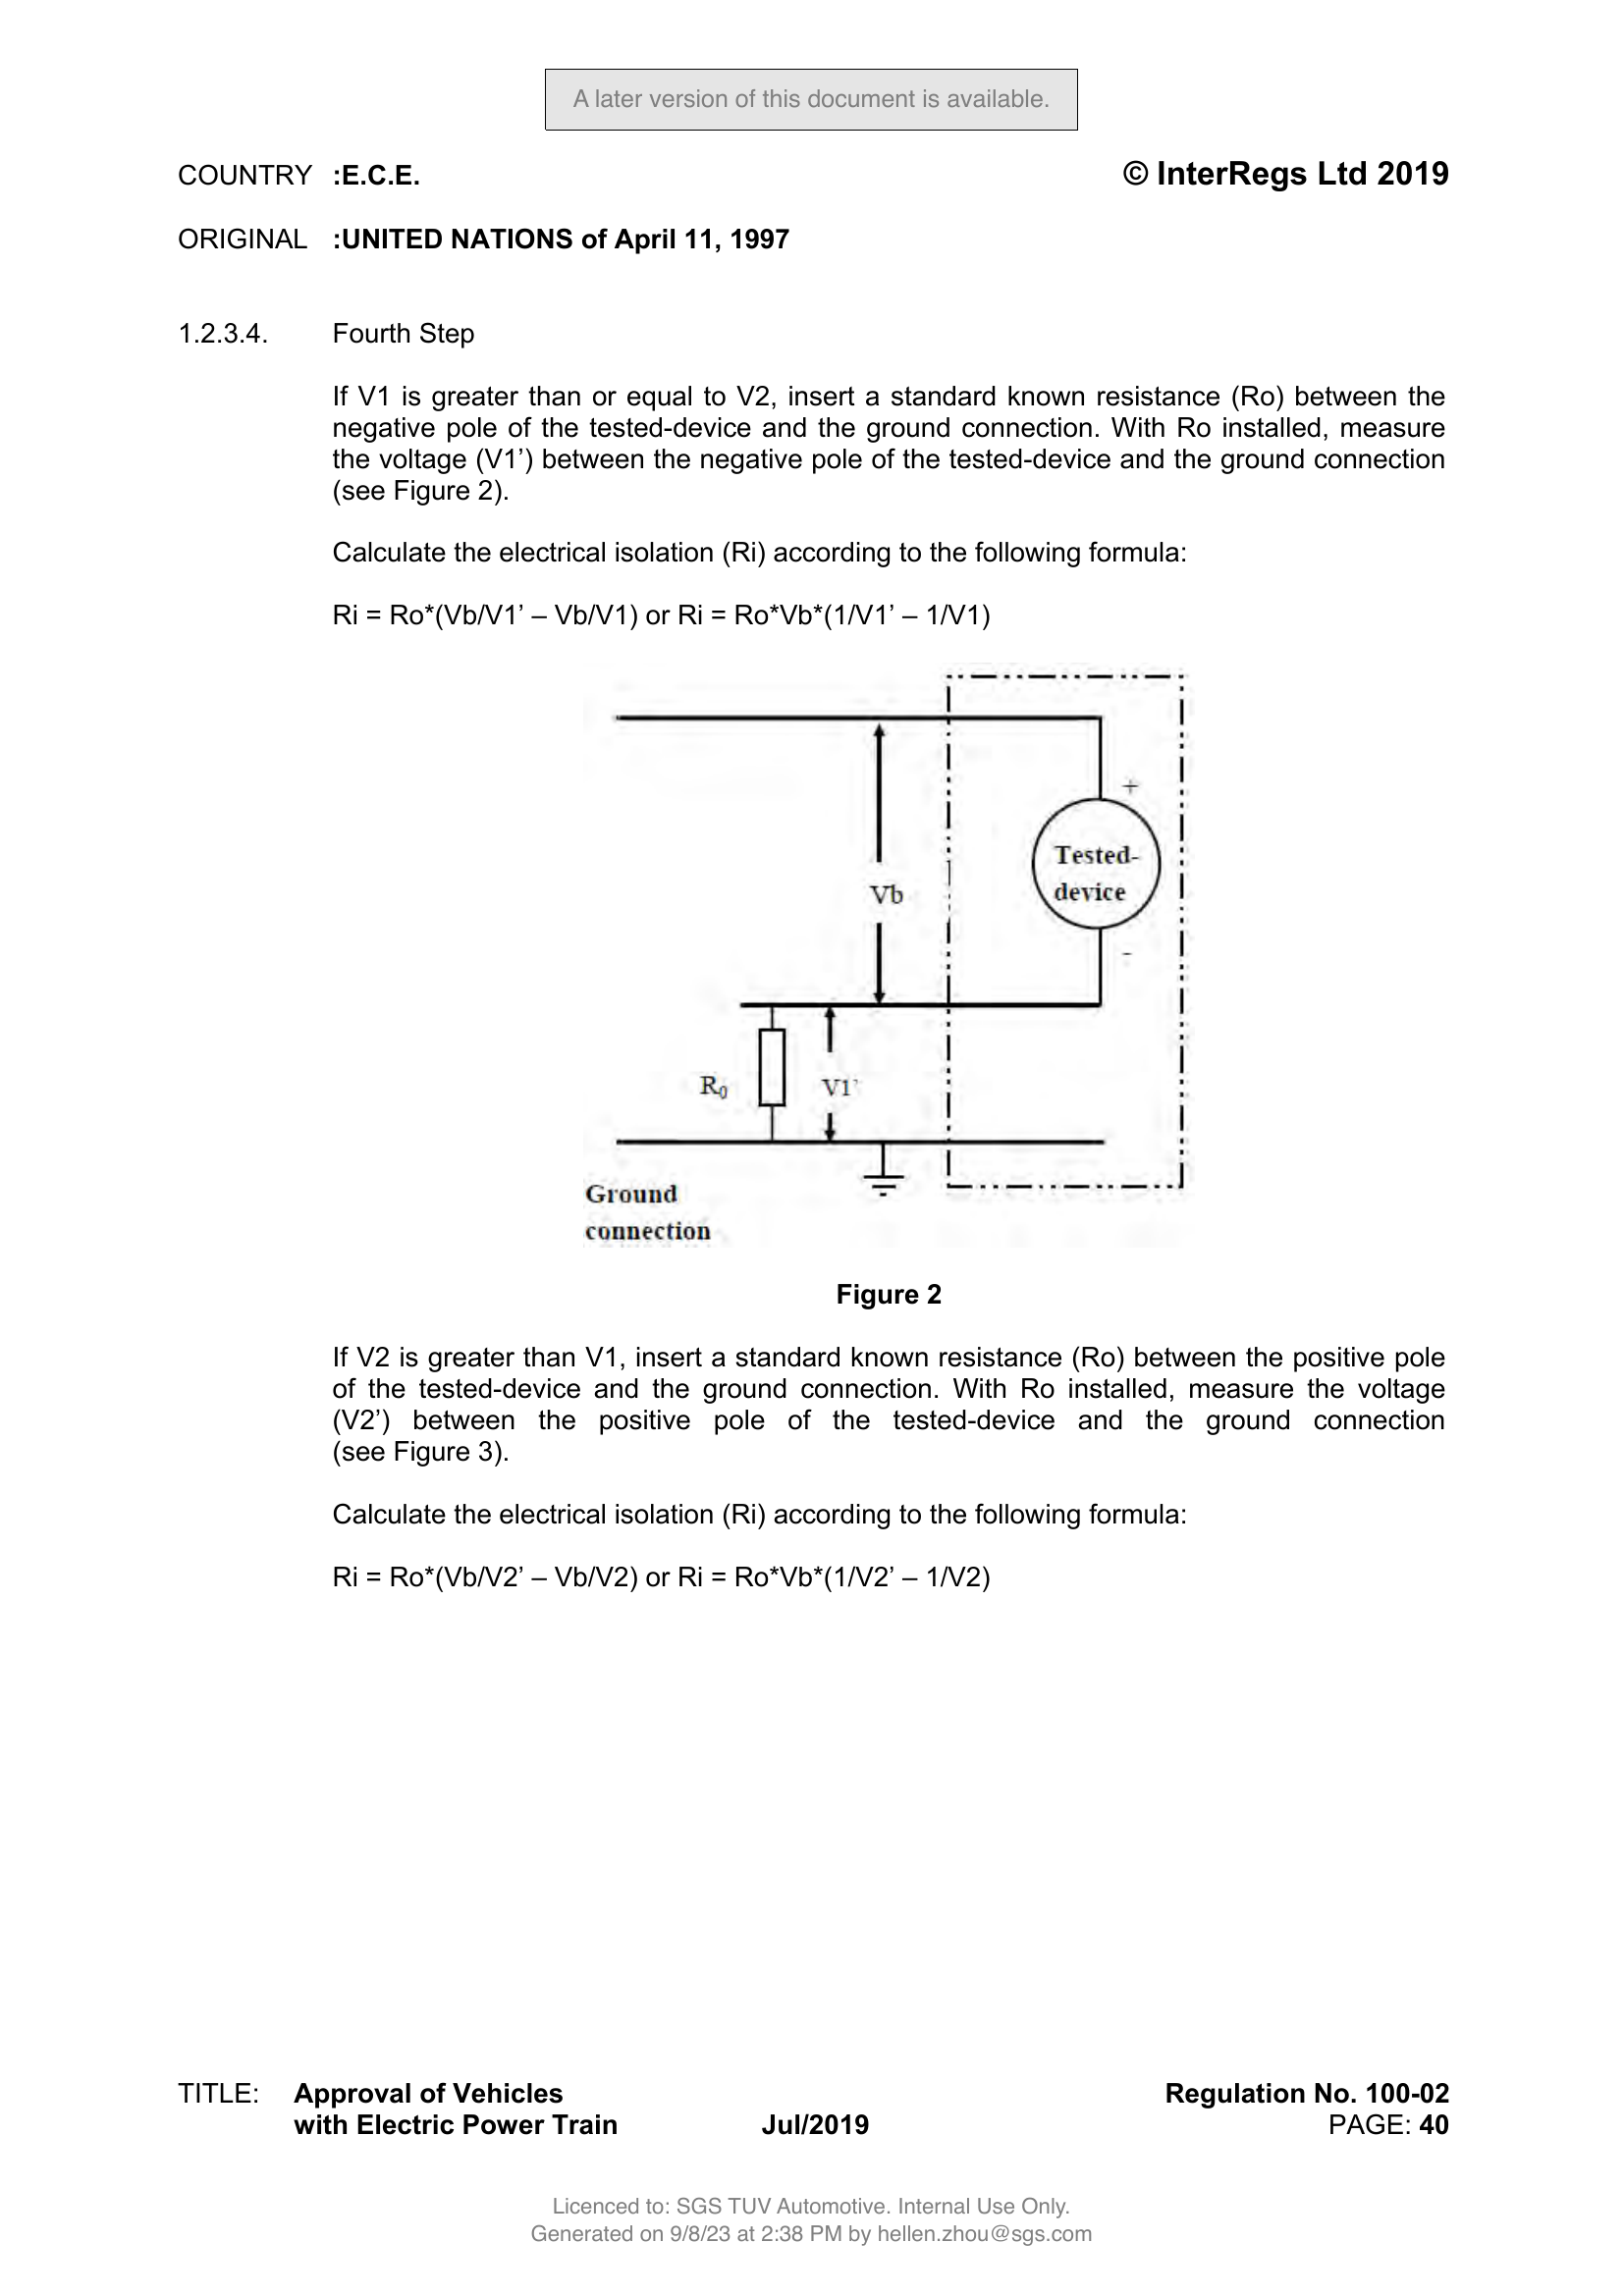 A later version of this document is available.
COUNTRY :E.C.E. © InterRegs Ltd 2019
ORIGINAL :UNITED NATIONS of April 11, 1997
1.2.3.4. Fourth Step
If V1 is greater than or equal to V2, insert a standard known resistance (Ro) between the
negative pole of the tested-device and the ground connection. With Ro installed, measure
the voltage (V1’) between the negative pole of the tested-device and the ground connection
(see Figure 2).
Calculate the electrical isolation (Ri) according to the following formula:
Ri = Ro*(Vb/V1’ – Vb/V1) or Ri = Ro*Vb*(1/V1’ – 1/V1)
+
Tested-
device
Vb
-
R0
V1’
Ground
connection
Figure 2
If V2 is greater than V1, insert a standard known resistance (Ro) between the positive pole
of the tested-device and the ground connection. With Ro installed, measure the voltage
(V2’) between the positive pole of the tested-device and the ground connection
(see Figure 3).
Calculate the electrical isolation (Ri) according to the following formula:
Ri = Ro*(Vb/V2’ – Vb/V2) or Ri = Ro*Vb*(1/V2’ – 1/V2)
TITLE: Approval of Vehicles Regulation No. 100-02
with Electric Power Train Jul/2019 PAGE: 40
Licenced to: SGS TUV Automotive. Internal Use Only.
Generated on 9/8/23 at 2:38 PM by hellen.zhou@sgs.com